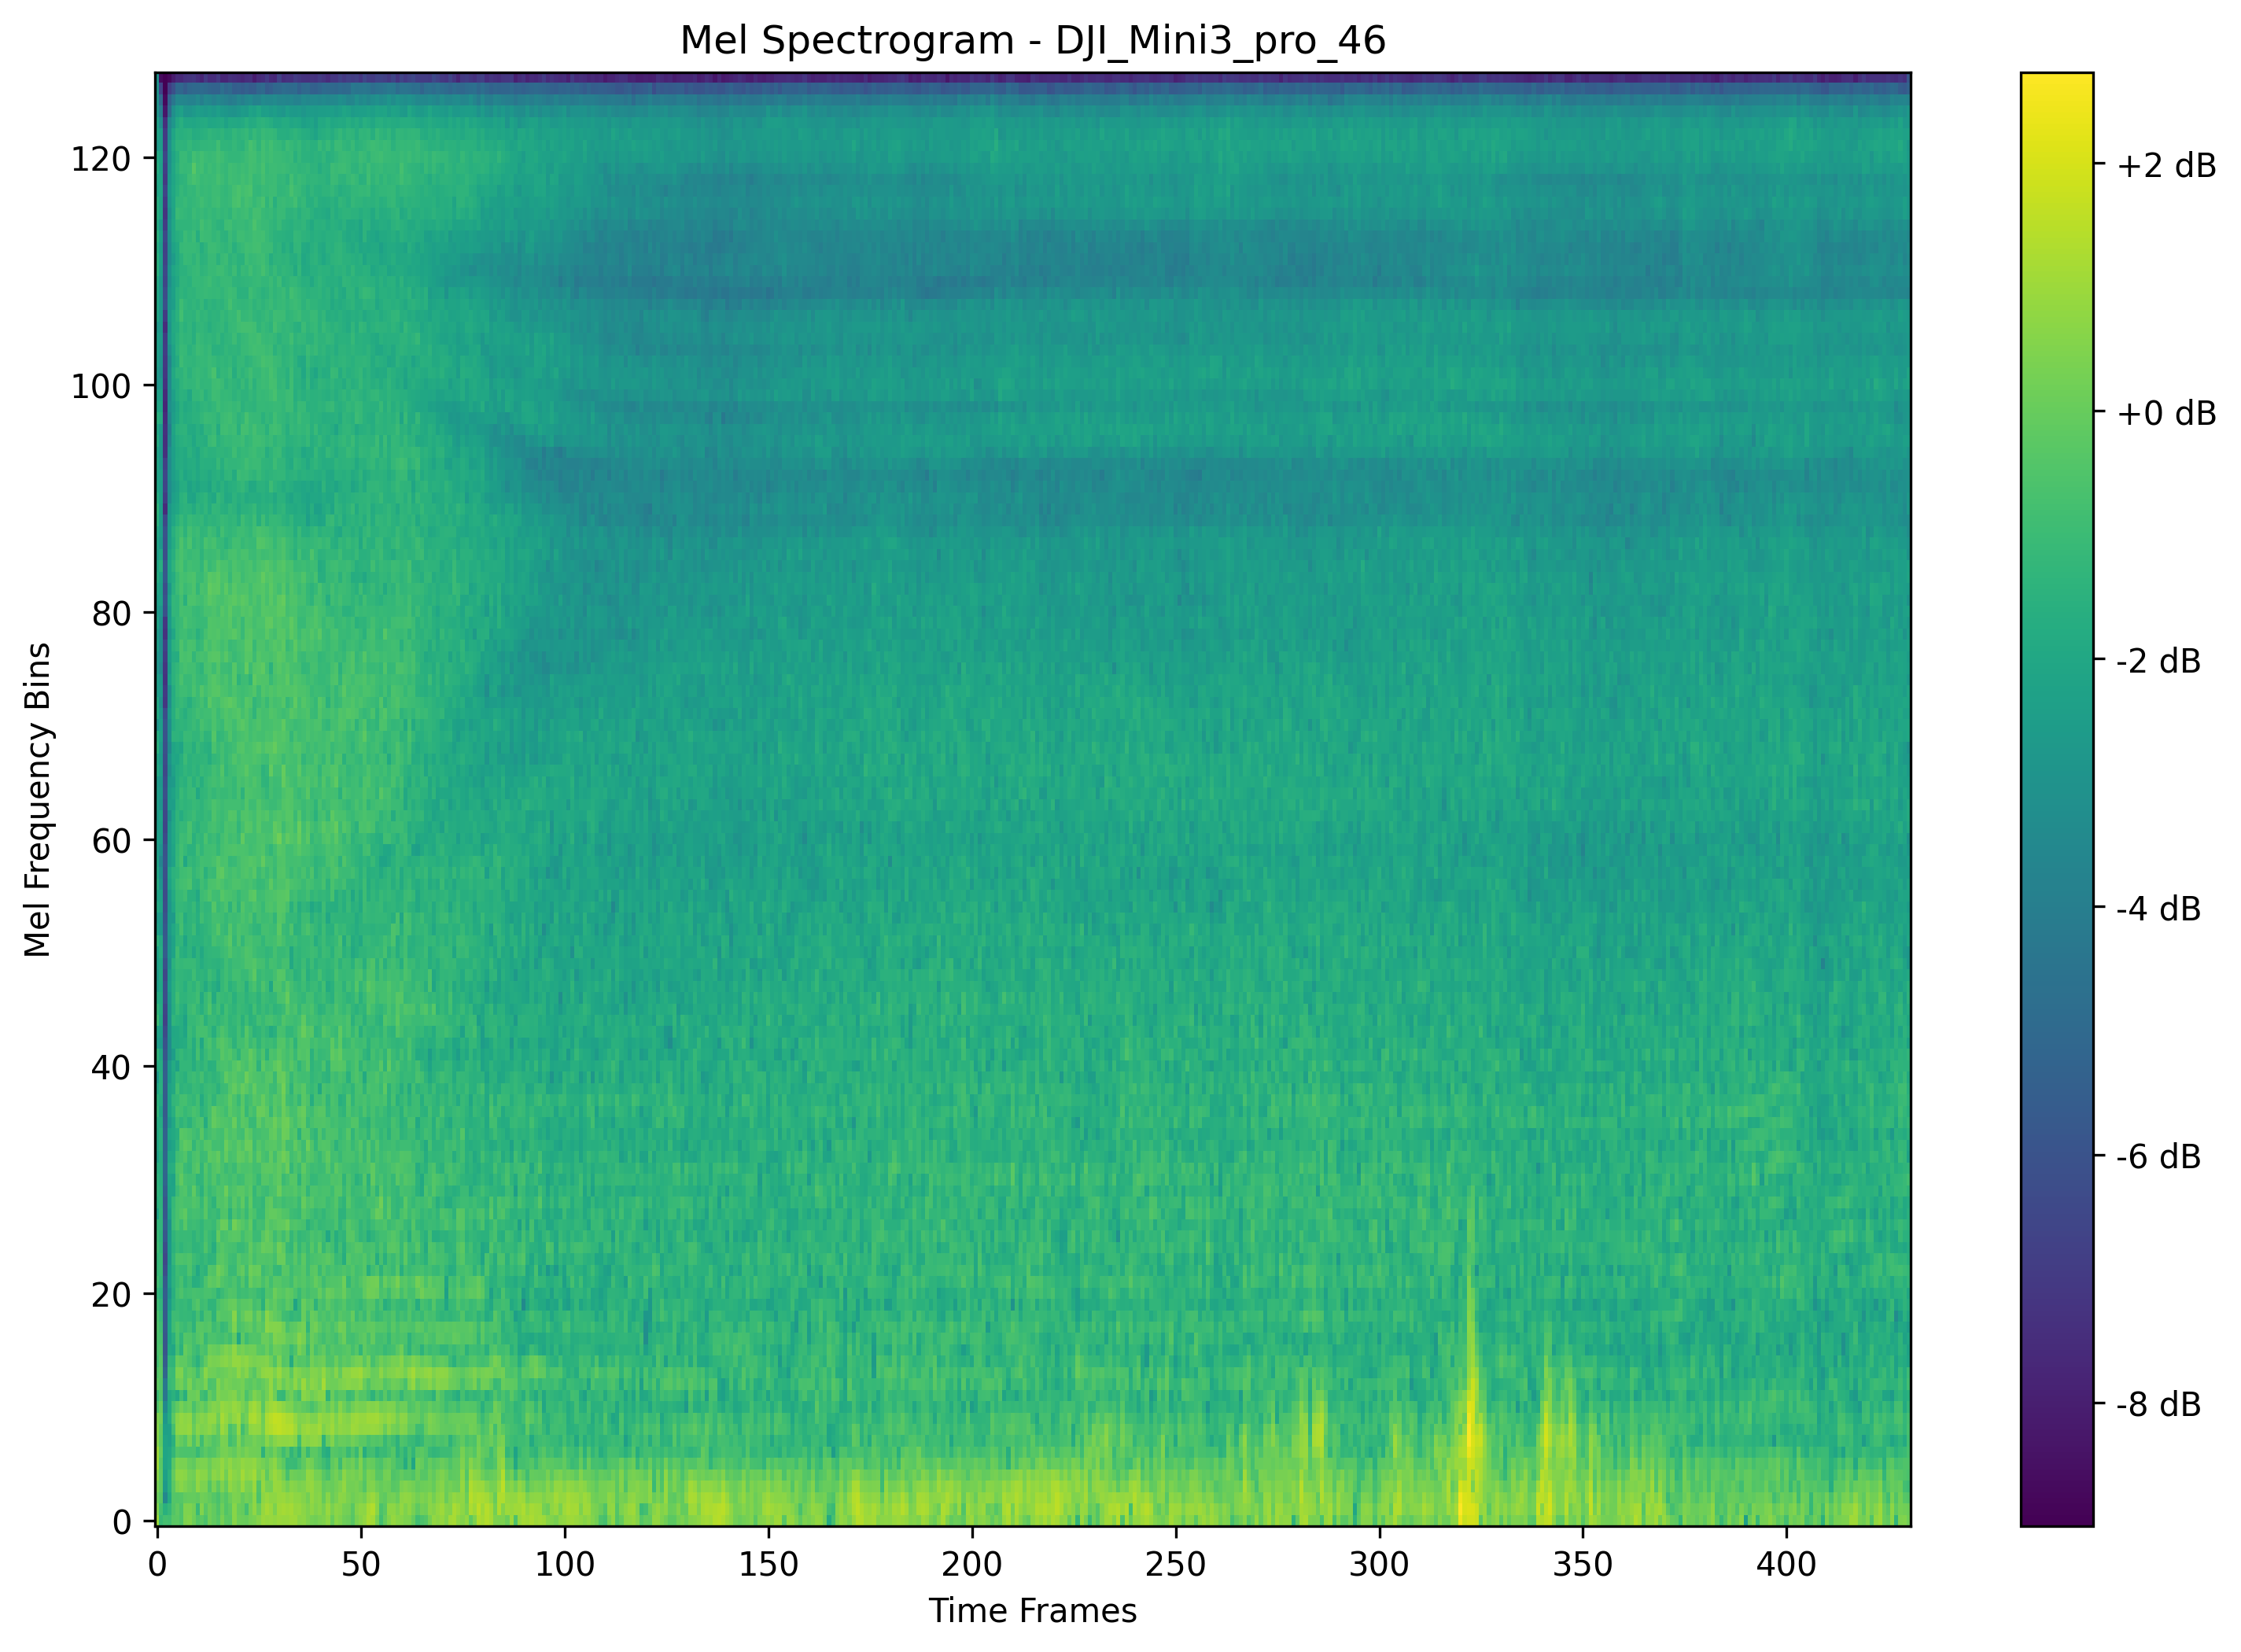 Mel Spectrogram - DJI_Mini3_pro_46
Mel Frequency Bins
120
100
80
60
40
20
0
0 50 100 150 200 250 300 350 400
Time Frames
+2 dB
+0 dB
-2 dB
-4 dB
-6 dB
-8 dB